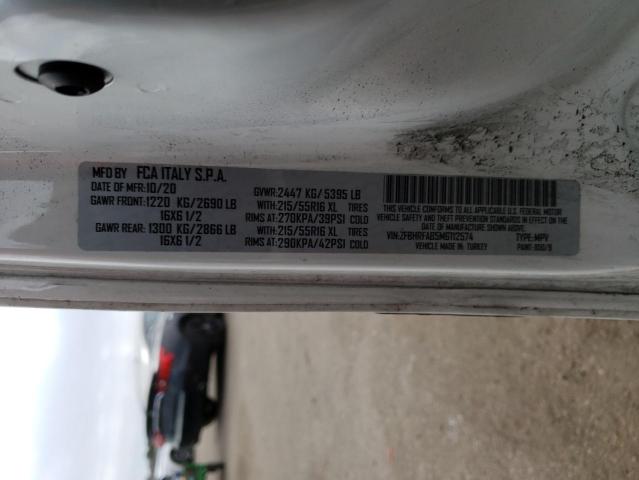 MFD BY FCA ITALY S.P.A.
DATE OF MFR:10/20 GVWR:2447 KG/5395 LB
GAWR FRONT:1220 KG/2690 LB WITH:215/55R16 XL TIRES
16X6 1/2 RIMS AT:270KPA/39PSI COLD
GAWR REAR:1300 KG/2866 LB WITH:215/55R16 XL TIRES
16X6 1/2 RIMS AT:290KPA/42PSI COLD
THIS VEHICLE CONFORMS TO ALL APPLICABLE U.S. FEDERAL MOTOR
VEHICLE SAFETY STANDARDS IN EFFECT ON THE DATE OF MANUFACTURE
SHOWN ABOVE.
VIN:ZFBHRFAB5M6T12574 TYPE:MPV
MADE IN: TURKEY